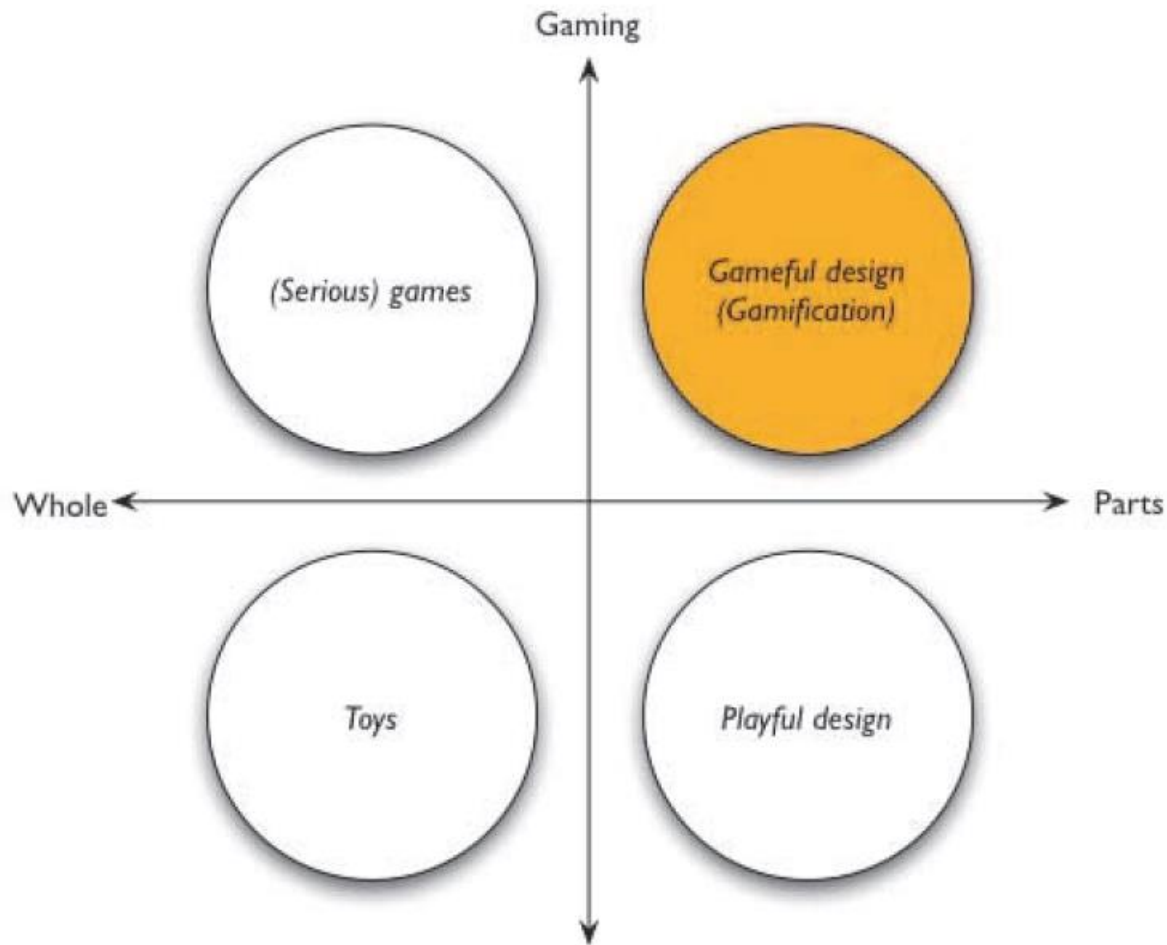 Gaming
(Serious) games
Gameful design
(Gamification)
Whole
Parts
Toys
Playful design